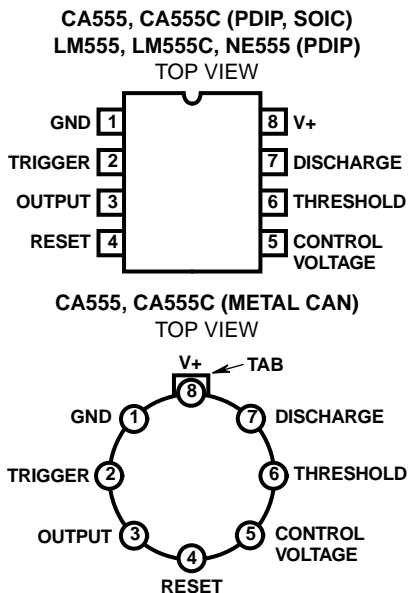 CA555, CA555C (PDIP, SOIC)
LM555, LM555C, NE555 (PDIP)
TOP VIEW
GND 1 8 V+
TRIGGER 2 7 DISCHARGE
OUTPUT 3 6 THRESHOLD
RESET 4 5 CONTROL
VOLTAGE
CA555, CA555C (METAL CAN)
TOP VIEW
V+ TAB
8
GND 1 7 DISCHARGE
TRIGGER 2 6 THRESHOLD
OUTPUT 3 5 CONTROL
VOLTAGE
4
RESET